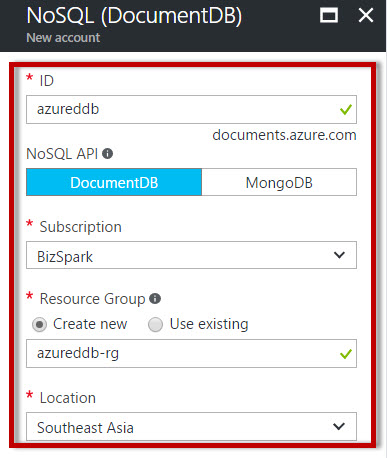 NoSQL (DocumentDB)
New account
* ID
azureddb
documents.azure.com
NoSQL API
DocumentDB MongoDB
* Subscription
BizSpark
* Resource Group
Create new Use existing
azureddb-rg
* Location
Southeast Asia